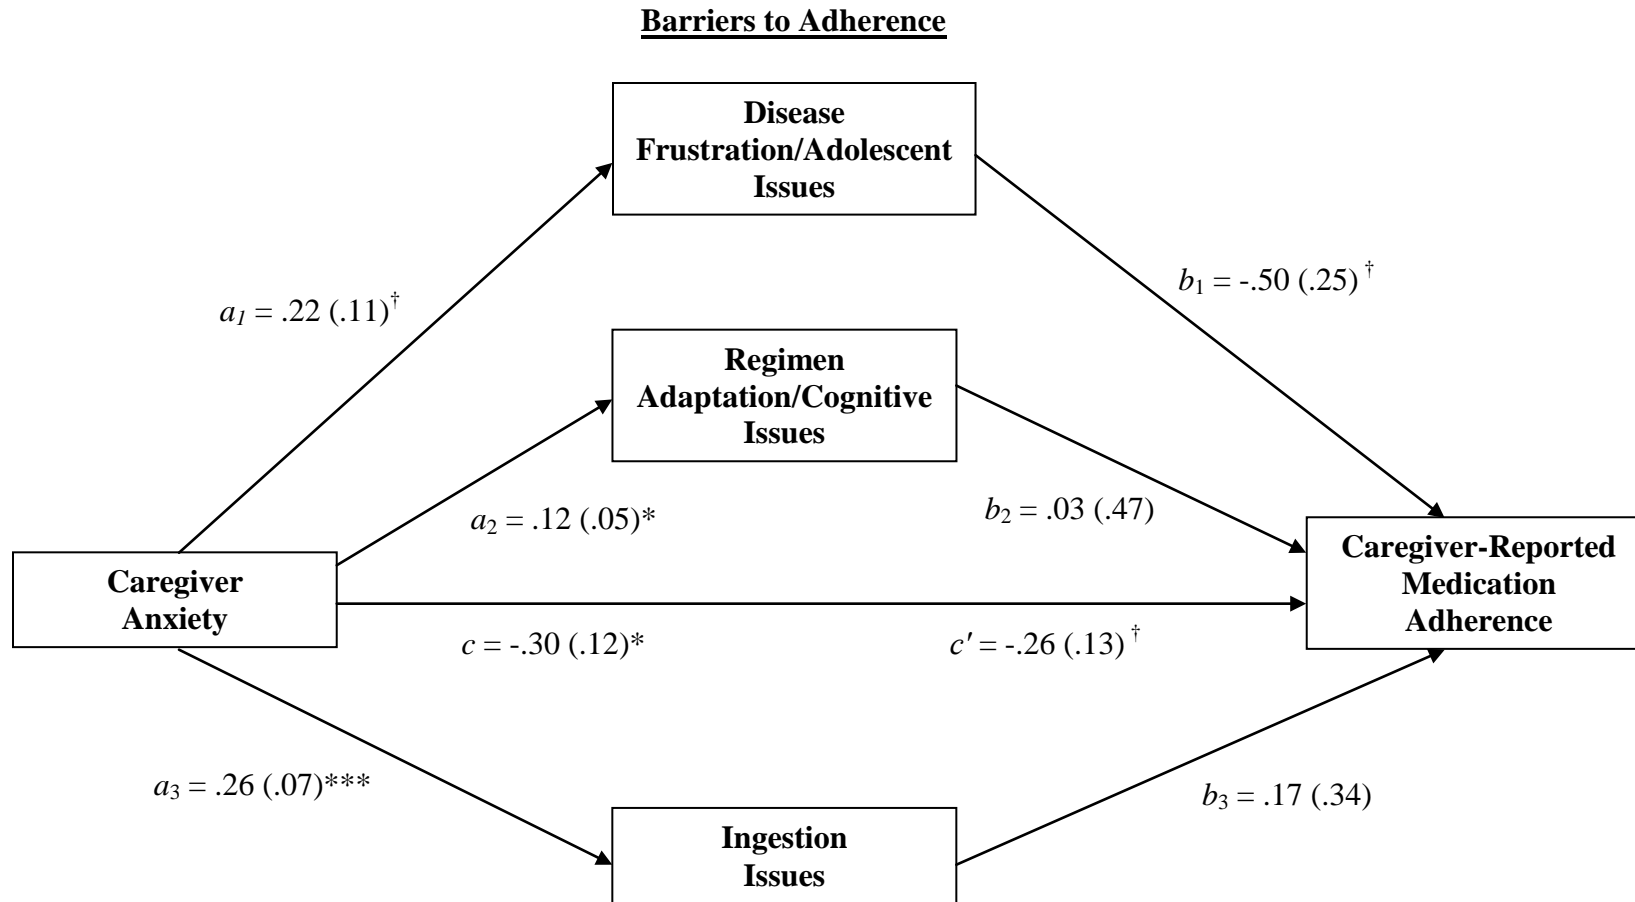 Barriers to Adherence
Disease
Frustration/Adolescent
Issues
a1 = .22 (.11)†
b1 = -.50 (.25) †
Regimen
Adaptation/Cognitive
Issues
a2 = .12 (.05)*
b2 = .03 (.47)
Caregiver
Anxiety
Caregiver-Reported
Medication
Adherence
c = -.30 (.12)*
c′ = -.26 (.13) †
a3 = .26 (.07)***
b3 = .17 (.34)
Ingestion
Issues